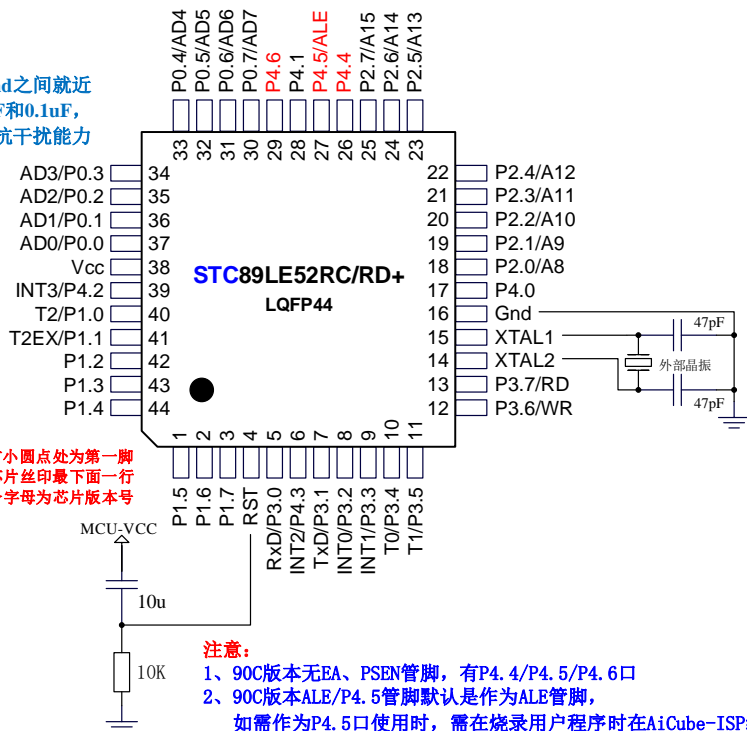 P0.4/AD4
P0.5/AD5
P0.6/AD6
P0.7/AD7
P4.6
P4.1
P4.5/ALE
P4.4
P2.7/A15
P2.6/A14
P2.5/A13
d之间就近
F和0.1uF,
抗干扰能力
33
32
31
30
29
28
27
26
25
24
23
AD3/P0.3 34
AD2/P0.2 35
AD1/P0.1 36
AD0/P0.0 37
Vcc 38
INT3/P4.2 39
T2/P1.0 40
T2EX/P1.1 41
P1.2 42
P1.3 43
P1.4 44
STC89LE52RC/RD+
LQFP44
22 P2.4/A12
21 P2.3/A11
20 P2.2/A10
19 P2.1/A9
18 P2.0/A8
17 P4.0
16 Gnd
15 XTAL1
14 XTAL2
13 P3.7/RD
12 P3.6/WR
47pF
外部晶振
47pF
1
2
3
4
5
6
7
8
9
10
11
P1.5
P1.6
P1.7
RST
RxD/P3.0
INT2/P4.3
TxD/P3.1
INT0/P3.2
INT1/P3.3
T0/P3.4
T1/P3.5
小圆点处为第一脚
芯片丝印最下面一行
字母为芯片版本号
MCU-VCC
10u
10K
注意:
1、90C版本无EA、PSEN管脚，有P4.4/P4.5/P4.6口
2、90C版本ALE/P4.5管脚默认是作为ALE管脚，
如需作为P4.5口使用时，需在烧录用户程序时在AiCube-ISP